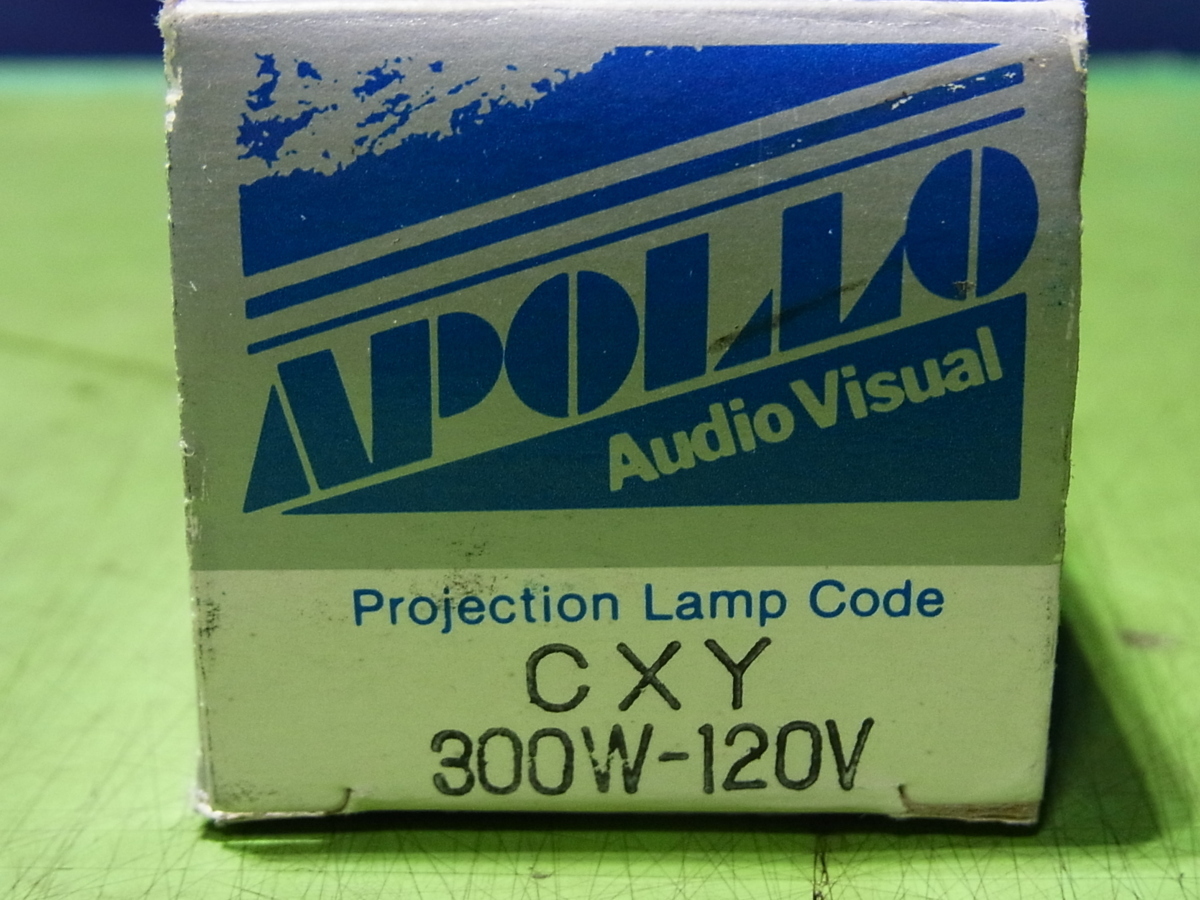 APOLLO
Audio Visual
Projection Lamp Code
CXY
300W-120V